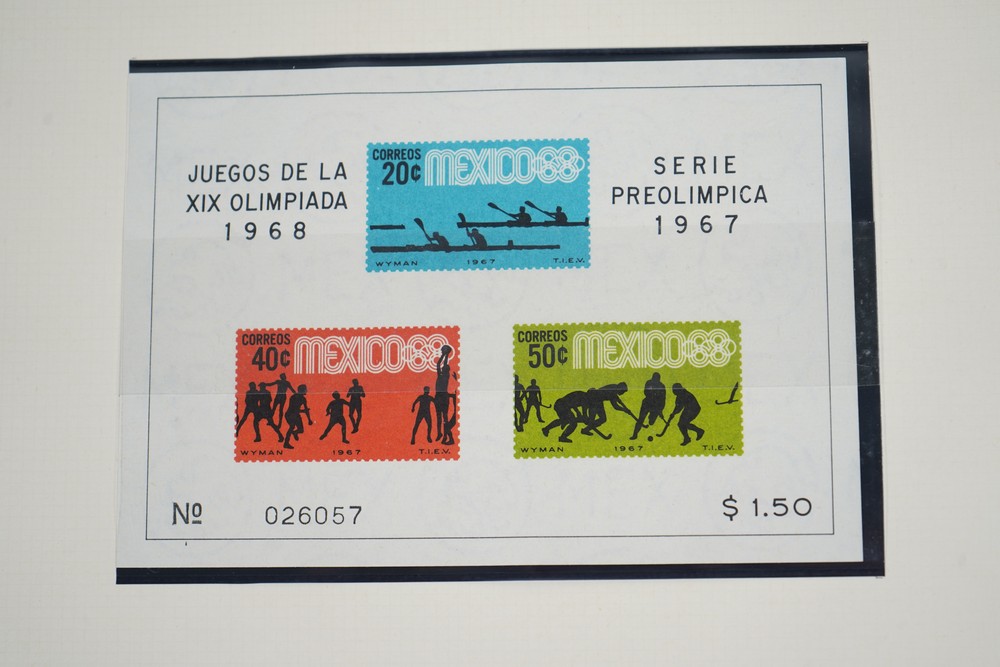 JUEGOS DE LA
XIX OLIMPIADA
1968
CORREOS
20¢
MEXICO68
WYMAN 1967 T.I.E.V.
SERIE
PREOLIMPICA
1967
CORREOS
40¢
MEXICO68
WYMAN 1967 T.I.E.V.
CORREOS
50¢
MEXICO68
WYMAN 1967 T.I.E.V.
Nº 026057
$ 1.50